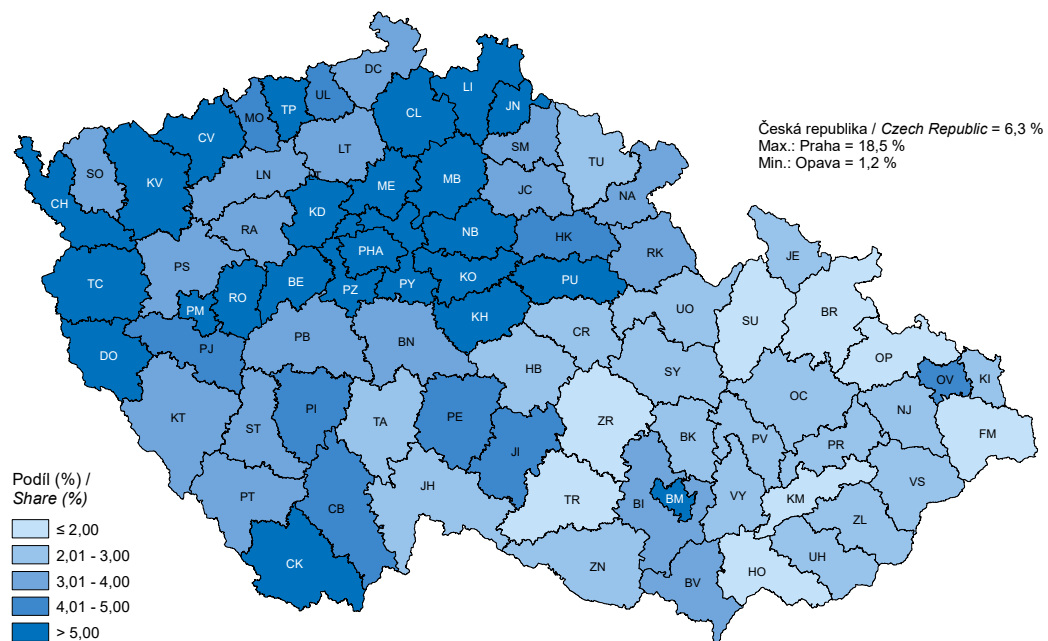 DC
LI
UL
TP
JN
CL
MO
CV
Česká republika / Czech Republic = 6,3 %
Max.: Praha = 18,5 %
Min.: Opava = 1,2 %
LT
SM
TU
SO
KV
LN
ME
MB
JC
NA
CH
KD
RA
NB
HK
PHA
RK
JE
PS
TC
BE
RO
PZ
PY
KO
PU
PM
KH
UO
SU
BR
DO
PJ
PB
BN
CR
OP
HB
SY
OV
KI
PI
TA
PE
OC
NJ
KT
ST
ZR
BK
PV
PR
FM
JI
Podíl (%) /
Share (%)
PT
CB
JH
TR
BI
BM
VY
KM
VS
ZL
≤ 2,00
2,01 - 3,00
CK
ZN
BV
HO
UH
3,01 - 4,00
4,01 - 5,00
> 5,00